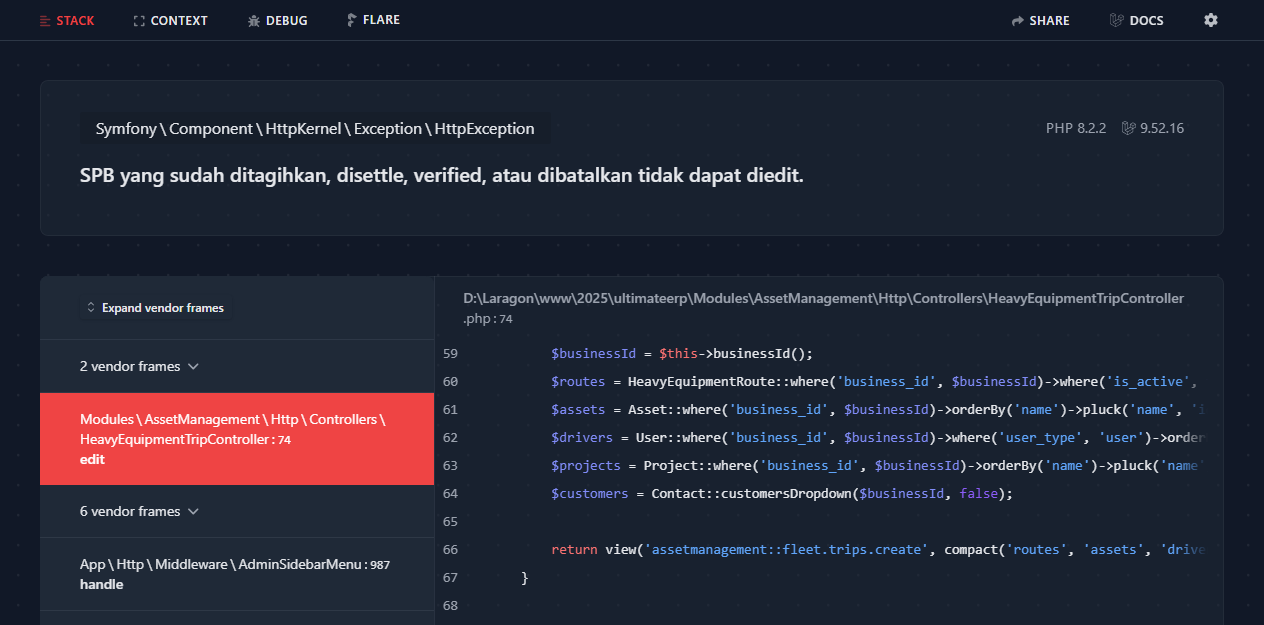 STACK CONTEXT DEBUG FLARE SHARE DOCS
Symfony \ Component \ HttpKernel \ Exception \ HttpException
PHP 8.2.2 9.52.16
SPB yang sudah ditagihkan, disettle, verified, atau dibatalkan tidak dapat diedit.
Expand vendor frames
2 vendor frames
Modules \ AssetManagement \ Http \ Controllers \
HeavyEquipmentTripController : 74
edit
6 vendor frames
App \ Http \ Middleware \ AdminSidebarMenu : 987
handle
D:\Laragon\www\2025\ultimateerp\Modules\AssetManagement\Http\Controllers\HeavyEquipmentTripController
.php : 74
59 $businessId = $this->businessId();
60 $routes = HeavyEquipmentRoute::where('business_id', $businessId)->where('is_active',
61 $assets = Asset::where('business_id', $businessId)->orderBy('name')->pluck('name', 'i
62 $drivers = User::where('business_id', $businessId)->where('user_type', 'user')->order
63 $projects = Project::where('business_id', $businessId)->orderBy('name')->pluck('name'
64 $customers = Contact::customersDropdown($businessId, false);
65
66 return view('assetmanagement::fleet.trips.create', compact('routes', 'assets', 'drive
67 }
68